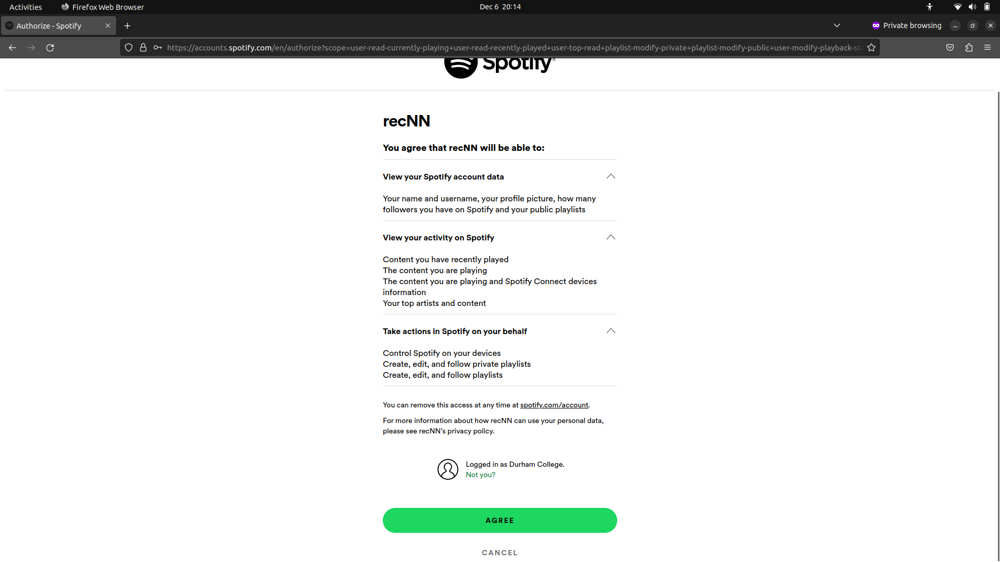 Activities
Firefox Web Browser
Dec 6 20:14
Authorize - Spotify
Private browsing
https://accounts.spotify.com/en/authorize?scope=user-read-currently-playing+user-read-recently-played+user-top-read+playlist-modify-private+playlist-modify-public+user-modify-playback-sta
Spotify®
recNN
You agree that recNN will be able to:
View your Spotify account data
Your name and username, your profile picture, how many
followers you have on Spotify and your public playlists
View your activity on Spotify
Content you have recently played
The content you are playing
The content you are playing and Spotify Connect devices
information
Your top artists and content
Take actions in Spotify on your behalf
Control Spotify on your devices
Create, edit, and follow private playlists
Create, edit, and follow playlists
You can remove this access at any time at spotify.com/account.
For more information about how recNN can use your personal data,
please see recNN's privacy policy.
Logged in as Durham College.
Not you?
AGREE
CANCEL